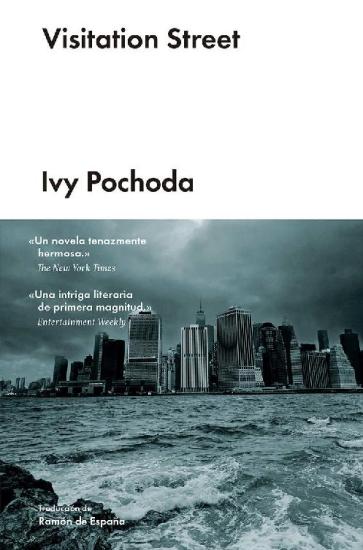 Visitation Street
Ivy Pochoda
«Un novela tenazmente
hermosa.»
The New York Times
«Una intriga literaria
de primera magnitud.»
Entertainment Weekly
Traducción de
Ramón de España